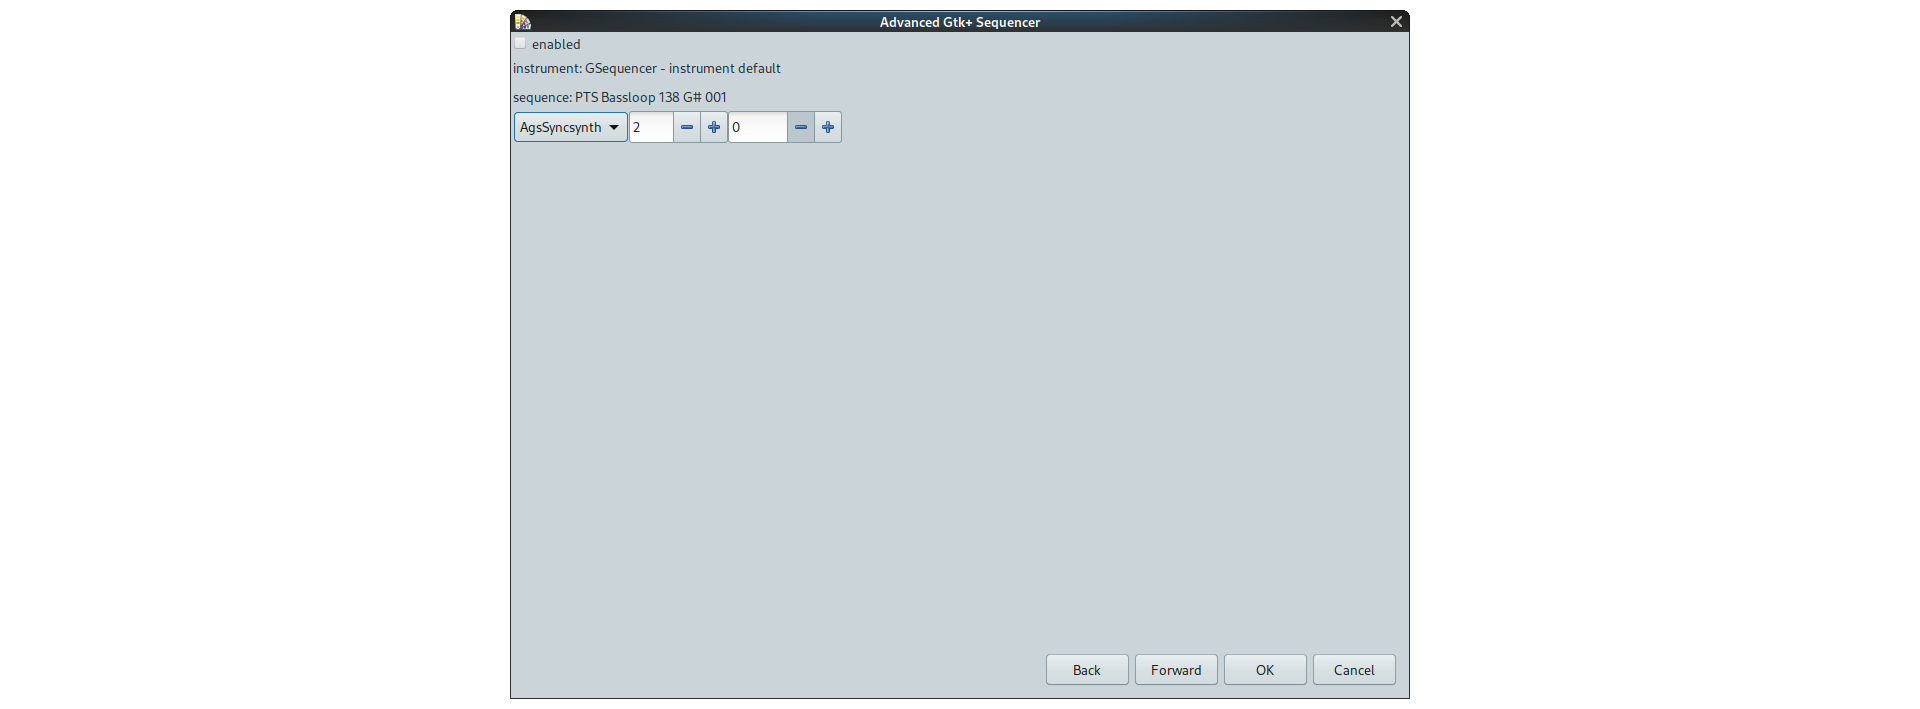 Advanced Gtk+ Sequencer
enabled
instrument: GSequencer - instrument default
sequence: PTS Bassloop 138 G# 001
AgsSyncsynth 2 0
Back Forward OK Cancel